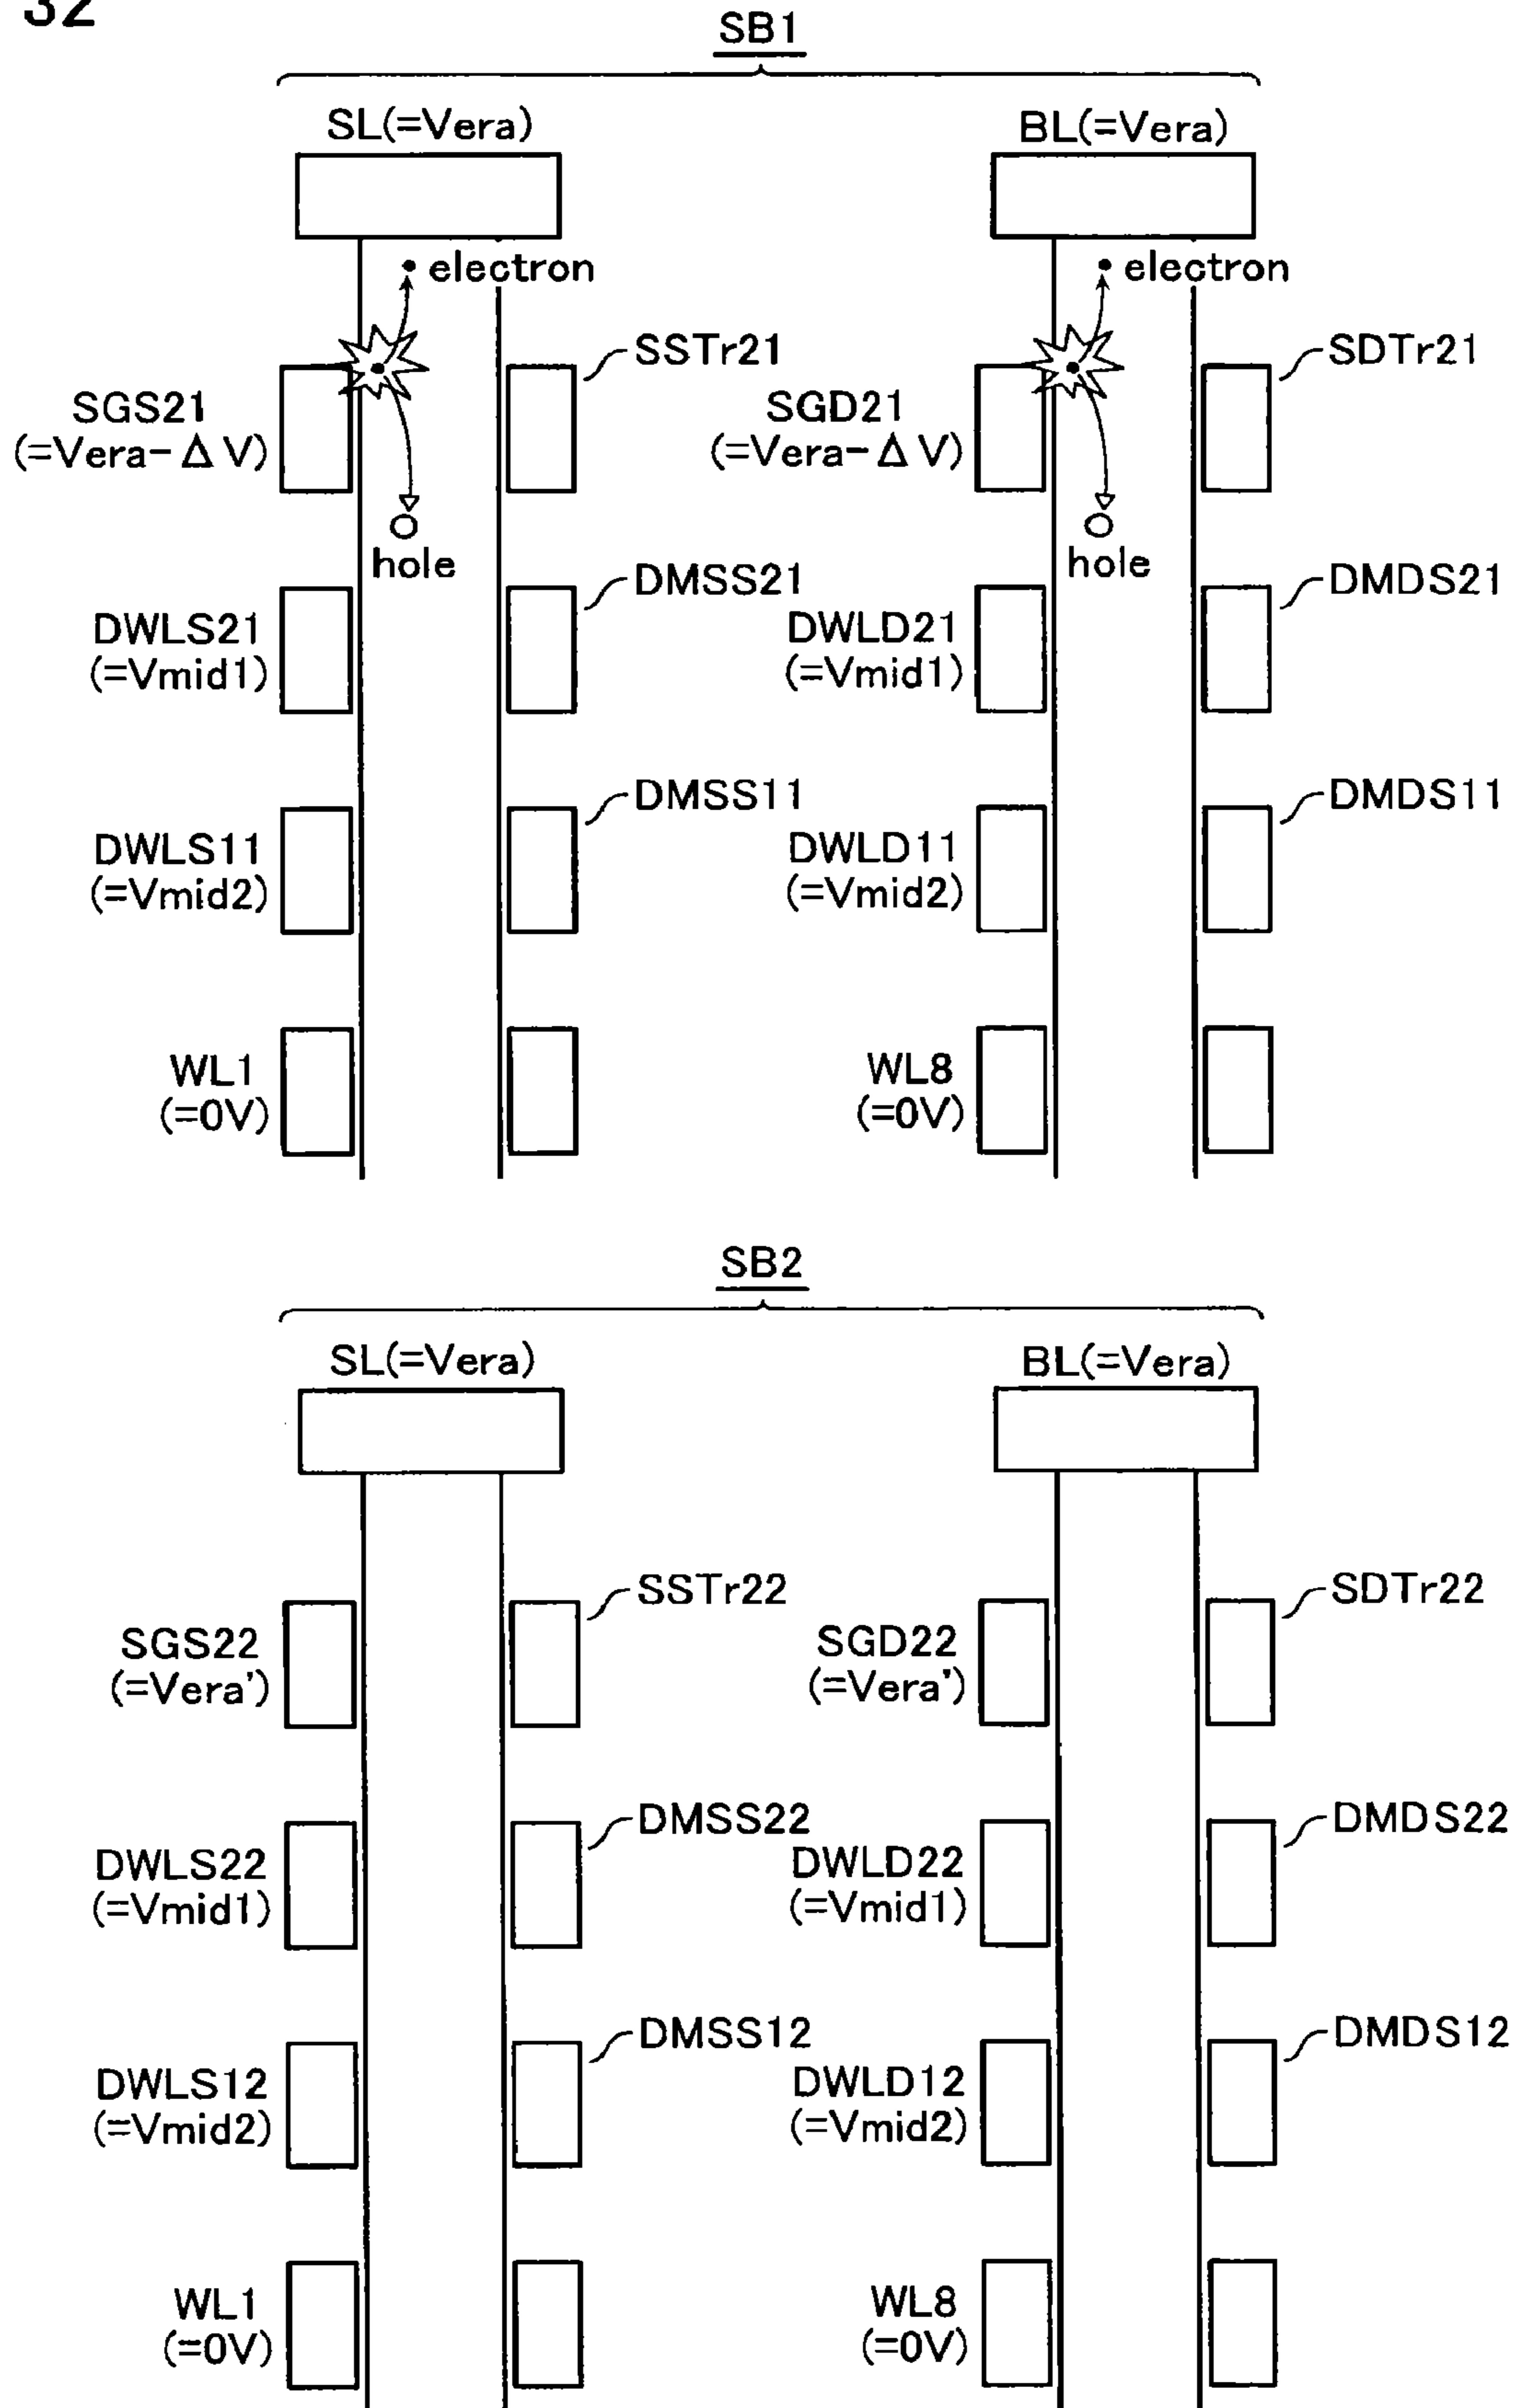 32
SB1
SL(=Vera)
BL(=Vera)
electron
electron
SSTr21
SDTr21
SGS21
(=Vera-ΔV)
SGD21
(=Vera-ΔV)
hole
hole
DMSS21
DMDS21
DWLS21
(=Vmid1)
DWLD21
(=Vmid1)
DMSS11
DMDS11
DWLS11
(=Vmid2)
DWLD11
(=Vmid2)
WL1
(=0V)
WL8
(=0V)
SB2
SL(=Vera)
BL(=Vera)
SSTr22
SDTr22
SGS22
(=Vera')
SGD22
(=Vera')
DMSS22
DMDS22
DWLS22
(=Vmid1)
DWLD22
(=Vmid1)
DMSS12
DMDS12
DWLS12
(=Vmid2)
DWLD12
(=Vmid2)
WL1
(=0V)
WL8
(=0V)